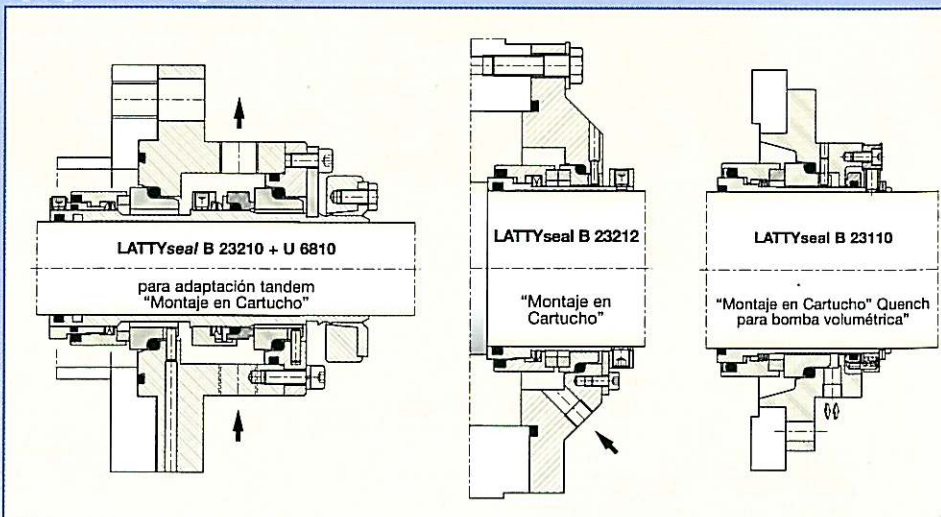 LATTYseal B 23210 + U 6810
para adaptación tandem
“Montaje en Cartucho”
LATTYseal B 23212
“Montaje en
Cartucho”
LATTYseal B 23110
“Montaje en Cartucho” Quench
para bomba volumétrica”